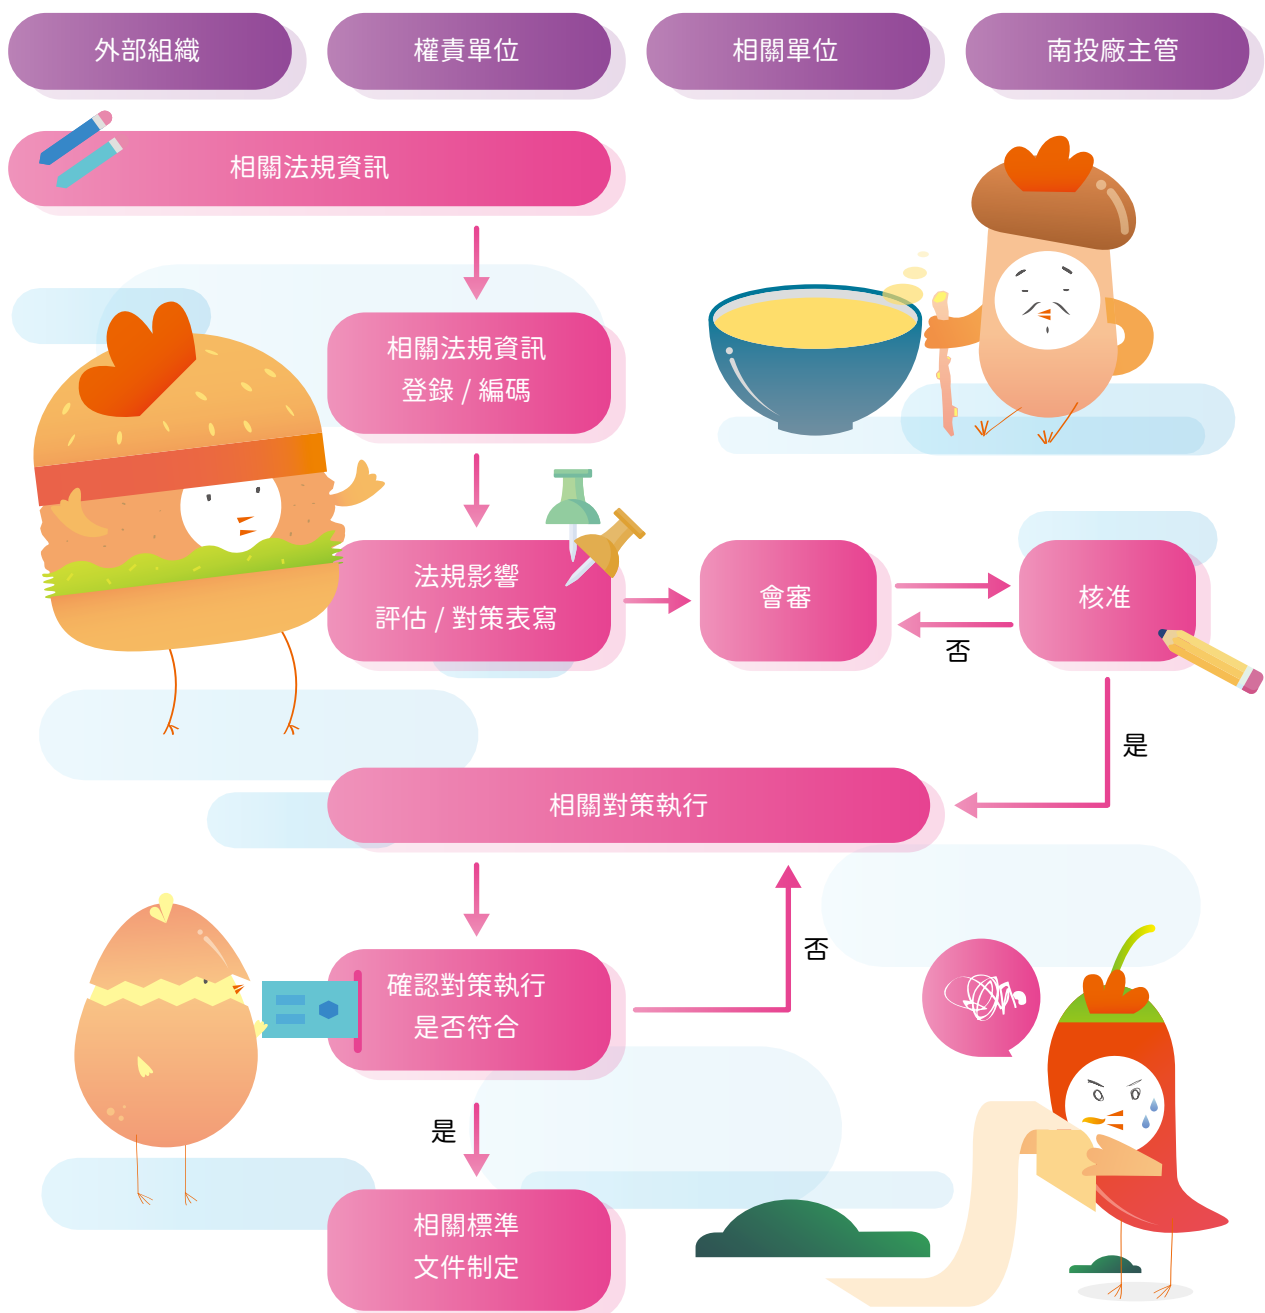 外部組織
權責單位
相關單位
南投廠主管
相關法規資訊
相關法規資訊
登錄 / 編碼
法規影響
評估 / 對策表寫
會審
核准
否
是
相關對策執行
確認對策執行
是否符合
否
是
相關標準
文件制定